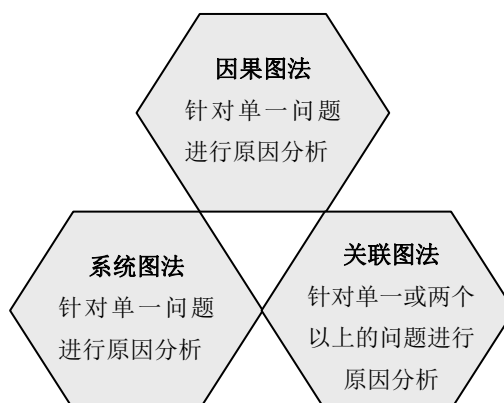 因果图法
针对单一问题
进行原因分析
系统图法
针对单一问题
进行原因分析
关联图法
针对单一或两个
以上的问题进行
原因分析